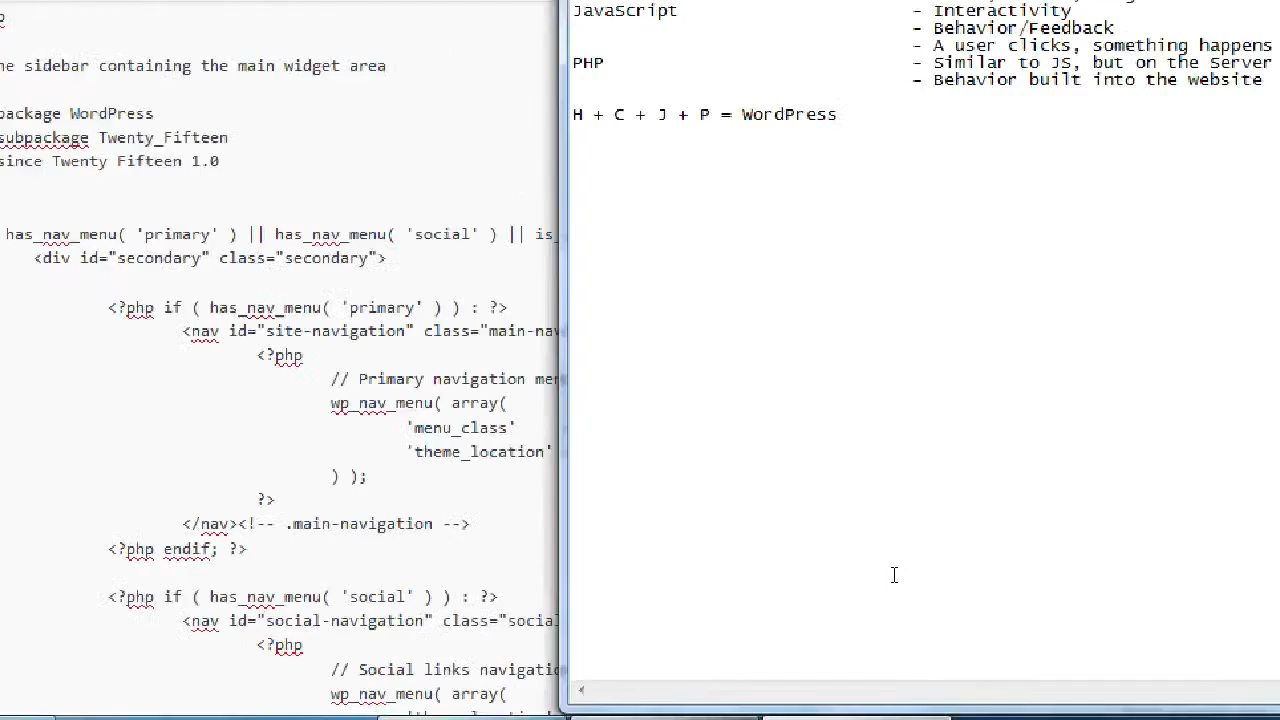 he sidebar containing the main widget area
package WordPress
subpackage Twenty_Fifteen
since Twenty Fifteen 1.0
has_nav_menu( 'primary' ) || has_nav_menu( 'social' ) || is_
<div id="secondary" class="secondary">
<?php if ( has_nav_menu( 'primary' ) ) : ?>
<nav id="site-navigation" class="main-nav
<?php
// Primary navigation me
wp_nav_menu( array(
'menu_class'
'theme_location'
) );
?>
</nav><!-- .main-navigation -->
<?php endif; ?>
<?php if ( has_nav_menu( 'social' ) ) : ?>
<nav id="social-navigation" class="social
<?php
// Social links navigatio
wp_nav_menu( array(
JavaScript - Interactivity
- Behavior/Feedback
- A user clicks, something happens
PHP - Similar to JS, but on the Server
- Behavior built into the website
H + C + J + P = WordPress